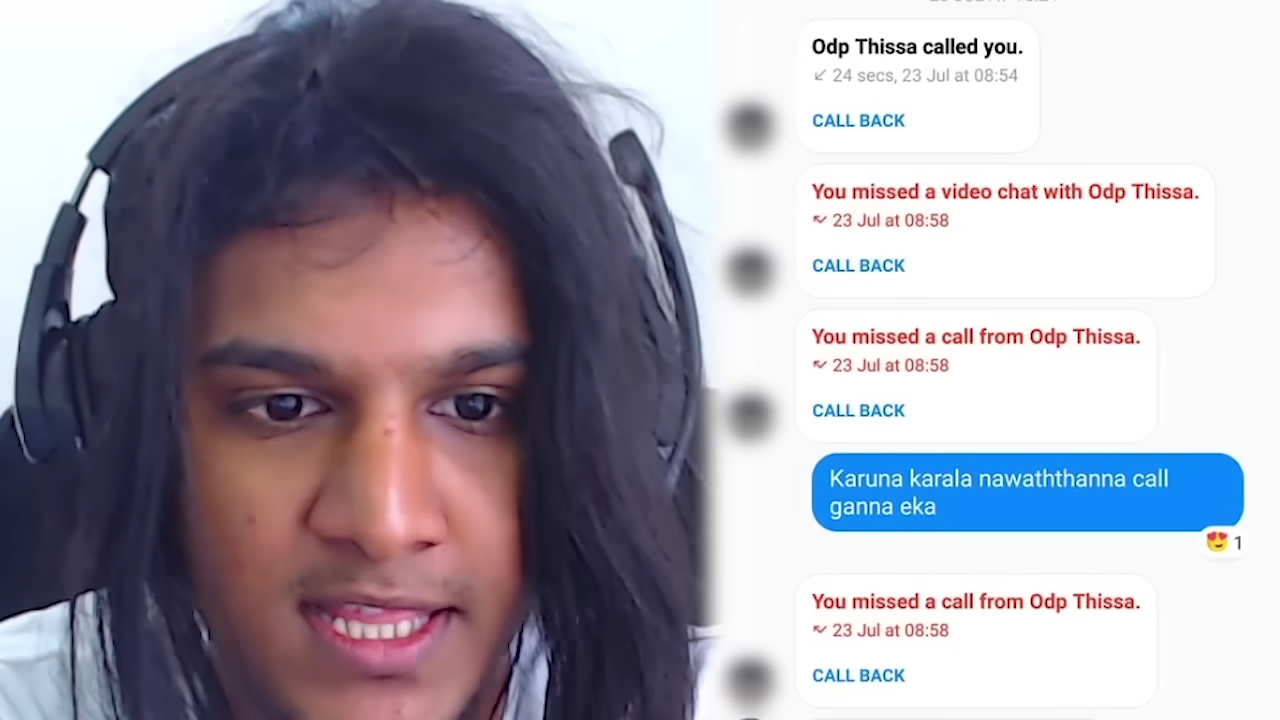 Odp Thissa called you.
24 secs, 23 Jul at 08:54
CALL BACK
You missed a video chat with Odp Thissa.
23 Jul at 08:58
CALL BACK
You missed a call from Odp Thissa.
23 Jul at 08:58
CALL BACK
Karuna karala nawaththanna call
ganna eka
1
You missed a call from Odp Thissa.
23 Jul at 08:58
CALL BACK